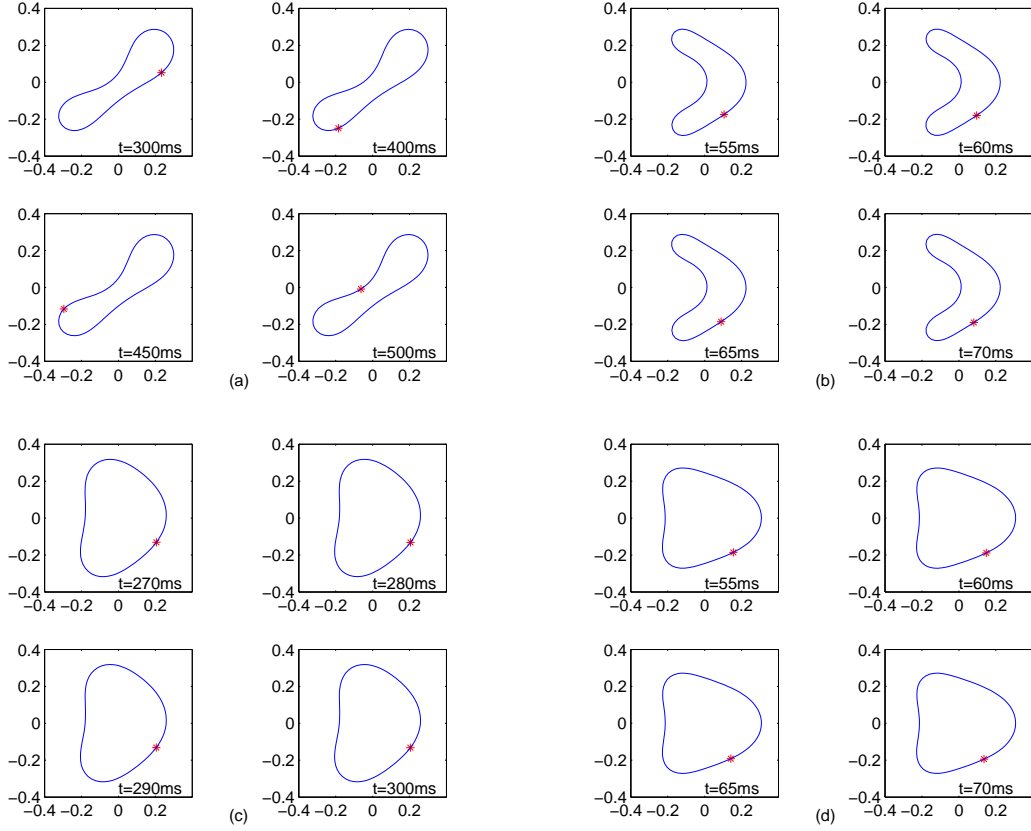 0.4 0.4 0.4 0.4
0.2 0.2 0.2 0.2
0 0 0 0
−0.2 −0.2 −0.2 −0.2
t=300ms t=400ms t=55ms t=60ms
−0.4 −0.4 −0.4 −0.4
−0.4 −0.2 0 0.2 −0.4 −0.2 0 0.2 −0.4 −0.2 0 0.2 −0.4 −0.2 0 0.2
0.4 0.4 0.4 0.4
0.2 0.2 0.2 0.2
0 0 0 0
−0.2 −0.2 −0.2 −0.2
t=450ms t=500ms t=65ms t=70ms
−0.4 −0.4 −0.4 −0.4
−0.4 −0.2 0 0.2 −0.4 −0.2 0 0.2 −0.4 −0.2 0 0.2 −0.4 −0.2 0 0.2
(a) (b)
0.4 0.4 0.4 0.4
0.2 0.2 0.2 0.2
0 0 0 0
−0.2 −0.2 −0.2 −0.2
t=270ms t=280ms t=55ms t=60ms
−0.4 −0.4 −0.4 −0.4
−0.4 −0.2 0 0.2 −0.4 −0.2 0 0.2 −0.4 −0.2 0 0.2 −0.4 −0.2 0 0.2
0.4 0.4 0.4 0.4
0.2 0.2 0.2 0.2
0 0 0 0
−0.2 −0.2 −0.2 −0.2
t=290ms t=300ms t=65ms t=70ms
−0.4 −0.4 −0.4 −0.4
−0.4 −0.2 0 0.2 −0.4 −0.2 0 0.2 −0.4 −0.2 0 0.2 −0.4 −0.2 0 0.2
(c) (d)